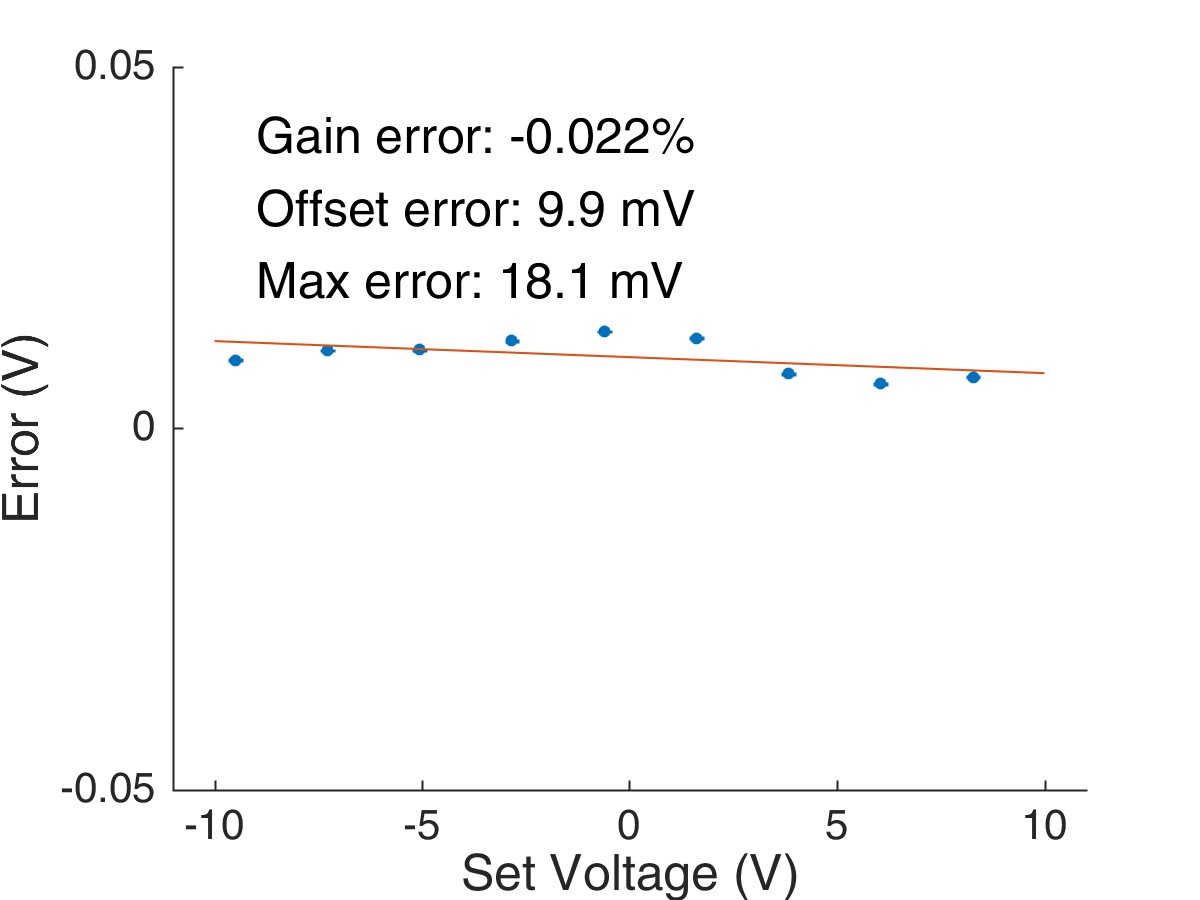 0.05
Gain error: -0.022%
Offset error: 9.9 mV
Max error: 18.1 mV
Error (V)
0
-0.05
-10 -5 0 5 10
Set Voltage (V)